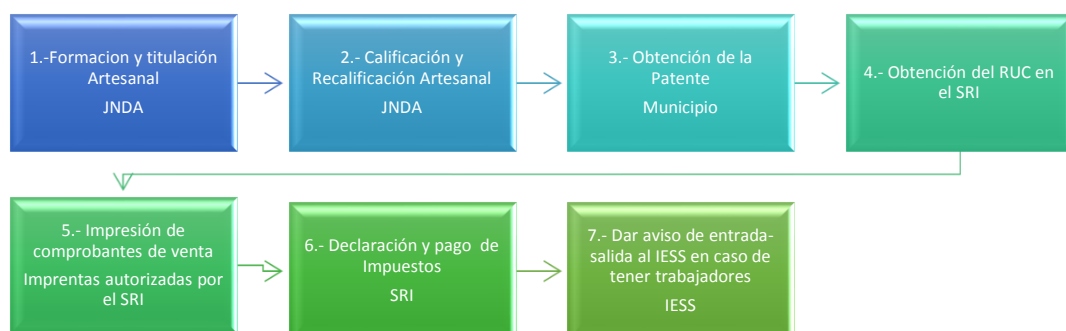 1.-Formacion y titulación
Artesanal
JNDA
2.- Calificación y
Recalificación Artesanal
JNDA
3.- Obtención de la
Patente
Municipio
4.- Obtención del RUC en
el SRI
5.- Impresión de
comprobantes de venta
Imprentas autorizadas por
el SRI
6.- Declaración y pago de
Impuestos
SRI
7.- Dar aviso de entrada-
salida al IESS en caso de
tener trabajadores
IESS